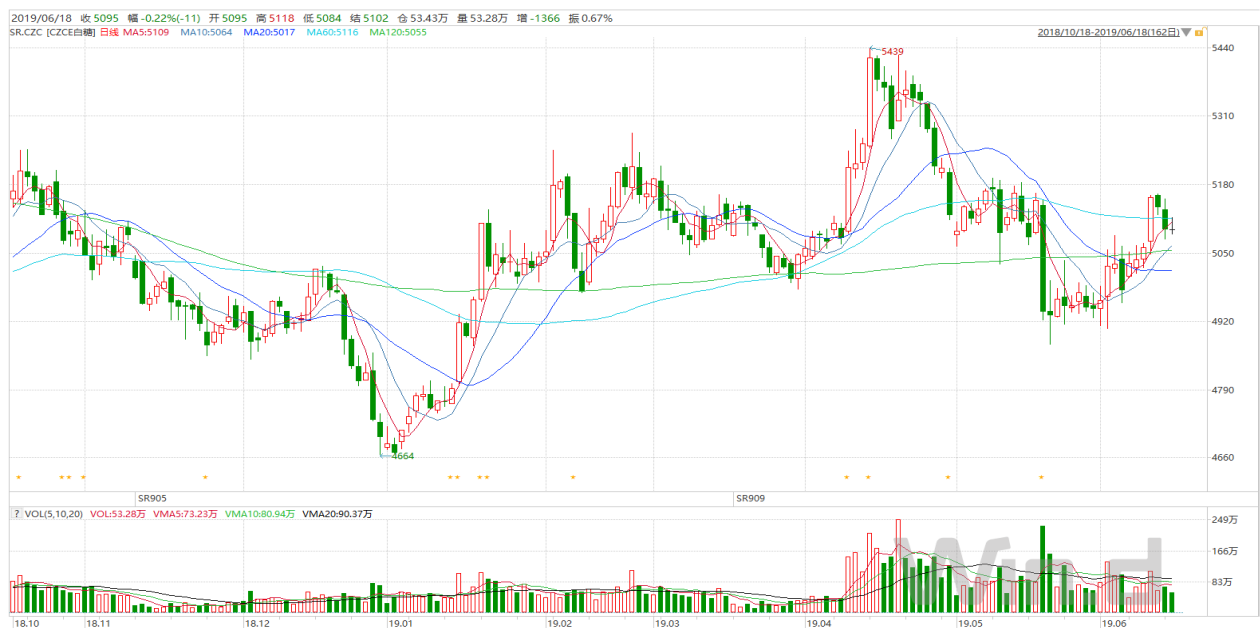 2019/06/18 收 5095 幅 -0.22%(-11) 开 5095 高 5118 低 5084 结 5102 仓 53.43万 量 53.28万 增 -1366 振 0.67%
SR.CZC [CZCE白糖] 日线 MA5:5109 MA10:5064 MA20:5017 MA60:5116 MA120:5055 2018/10/18-2019/06/18(162日)
5440
5439
5310
5180
5050
4920
4790
4660
4664
SR905 SR909
? VOL(5,10,20) VOL:53.28万 VMA5:73.23万 VMA10:80.94万 VMA20:90.37万
249万
166万
83万
Wind
18.10 18.11 18.12 19.01 19.02 19.03 19.04 19.05 19.06